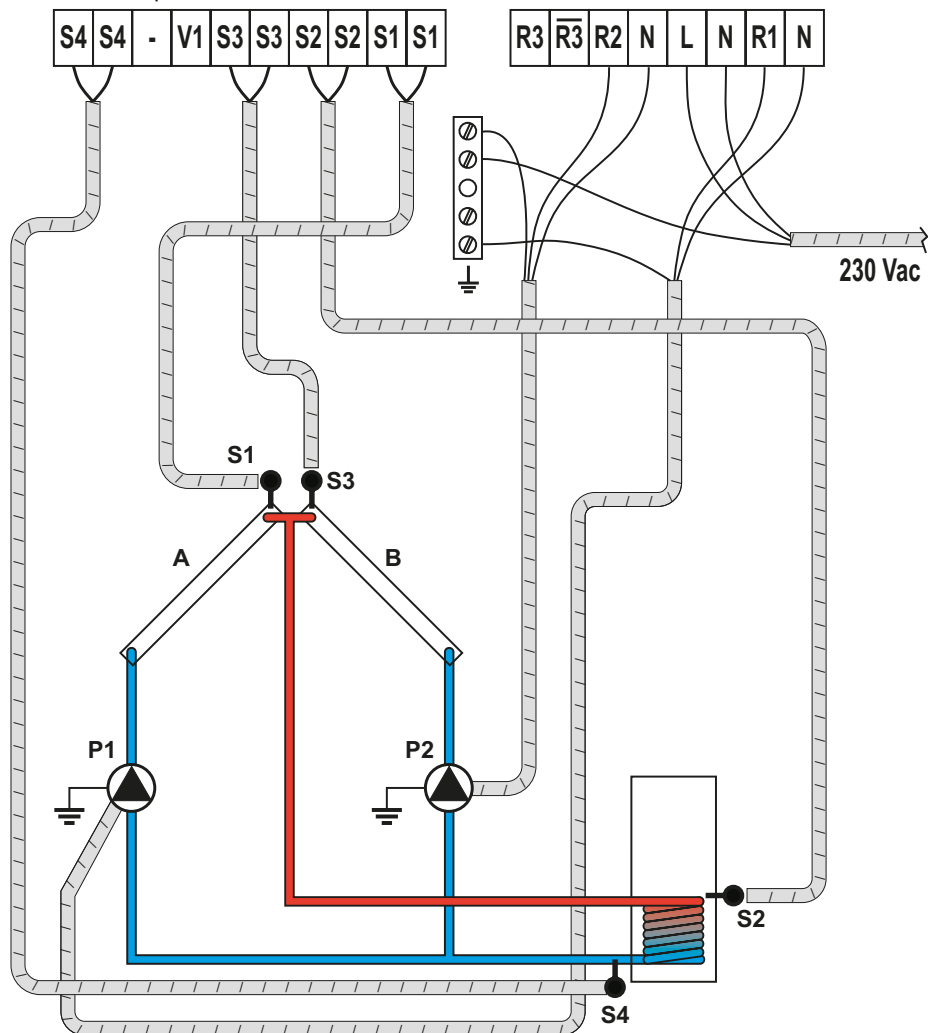 S4 S4 - V1 S3 S3 S2 S2 S1 S1
R3 R̅3̅ R2 N L N R1 N
230 Vac
S1
S3
A
B
P1
P2
S2
S4